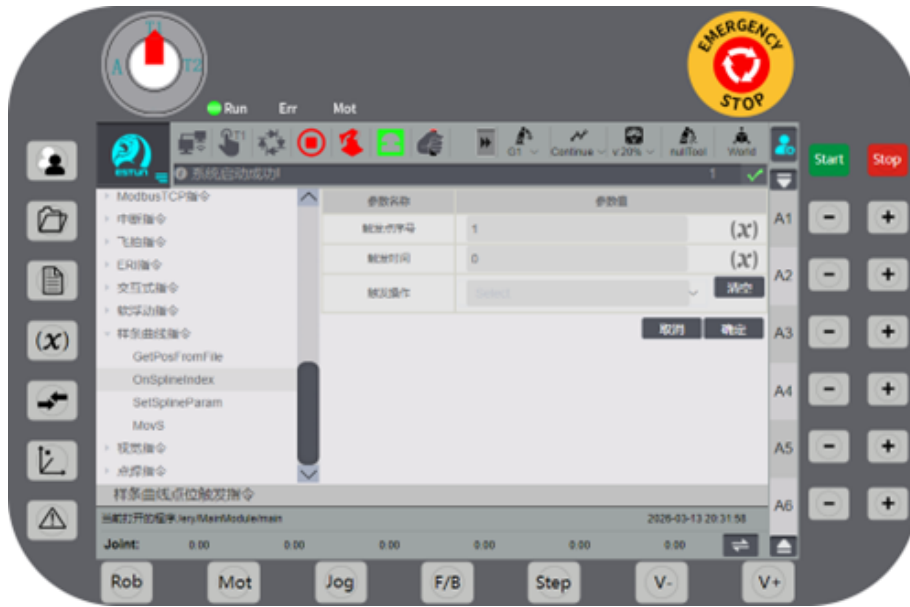 T1
A
T2
EMERGENCY
STOP
Run Err Mot
T1
G1 Continue v:20% nullTool World
ESTUN
系统启动成功! 1
Start Stop
ModbusTCP指令
中断指令
飞拍指令
ERI指令
交互式指令
软浮动指令
样条曲线指令
GetPosFromFile
OnSplineIndex
SetSplineParam
MovS
视觉指令
点焊指令
参数名称 参数值
触发点序号 1 (x)
触发时间 0 (x)
触发操作 Select 清空
取消 确定
(x)
A1 - +
A2 - +
A3 - +
A4 - +
A5 - +
A6 - +
样条曲线点位触发指令
当前打开的程序:/ery/MainModule/main 2026-03-13 20:31:58
Joint: 0.00 0.00 0.00 0.00 0.00 0.00
Rob Mot Jog F/B Step V- V+